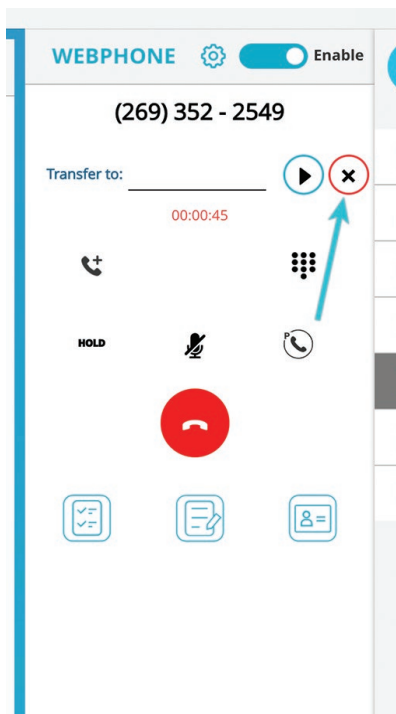 WEBPHONE Enable
(269) 352 - 2549
Transfer to:
00:00:45
HOLD
P